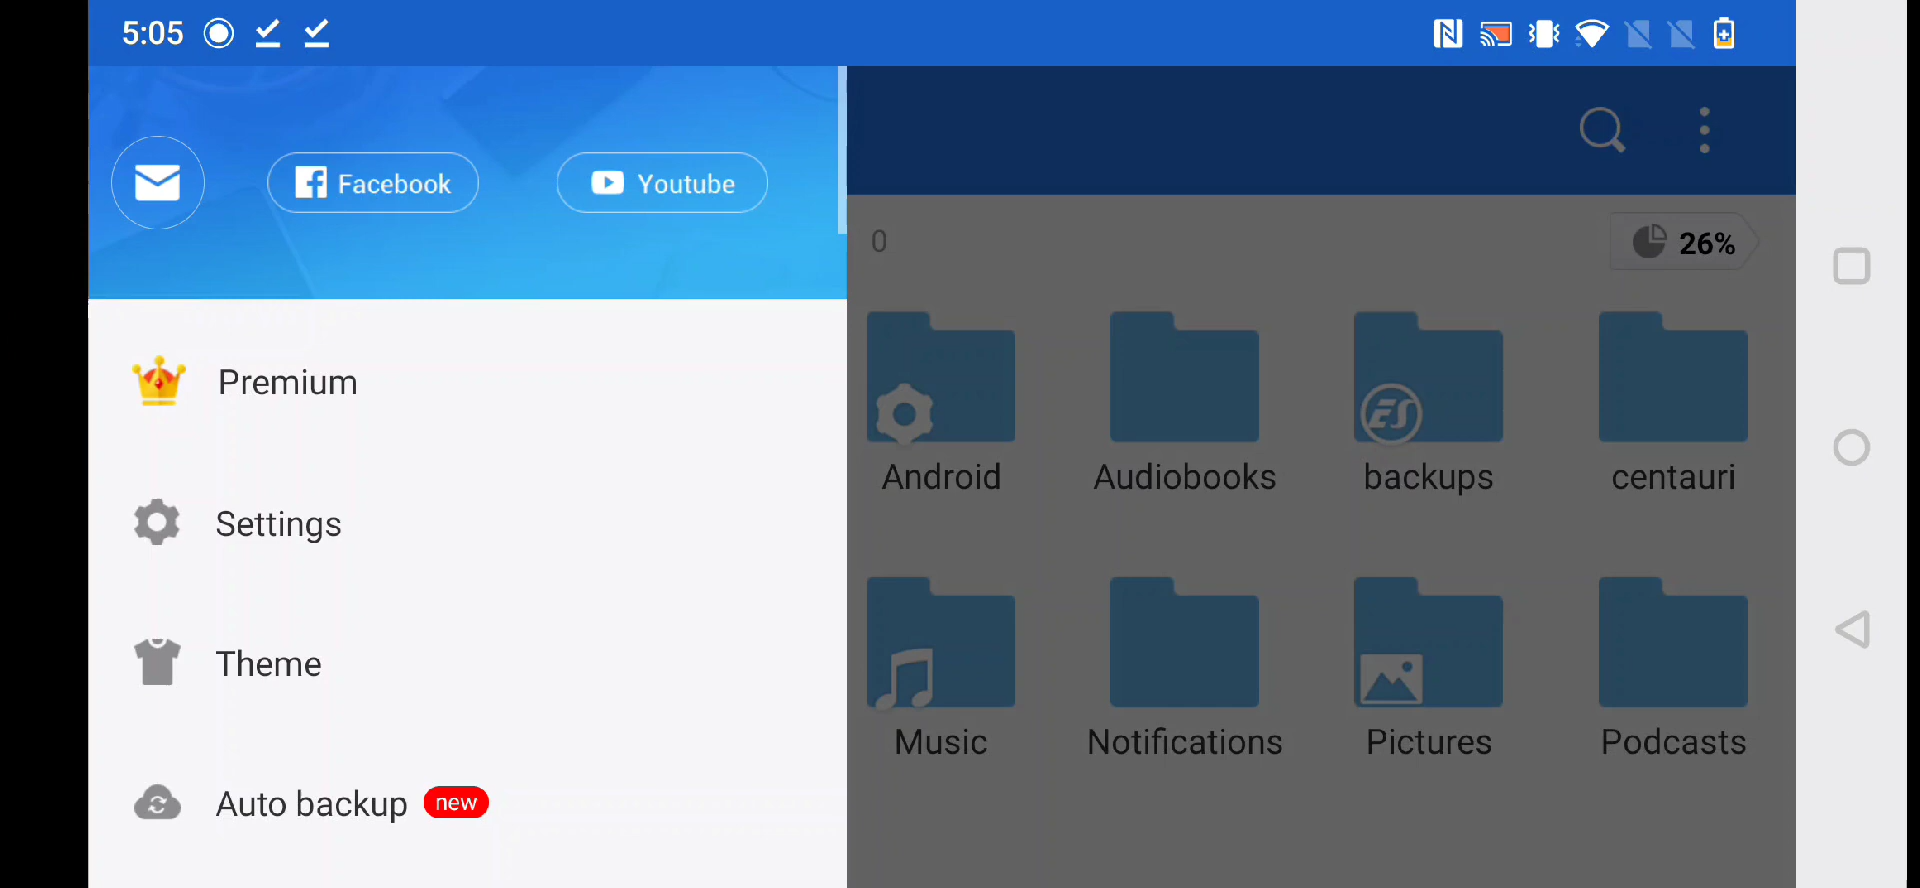 5:05
Facebook
Youtube
0
26%
Premium
Settings
Theme
Auto backup new
Android
Audiobooks
ES
backups
centauri
Music
Notifications
Pictures
Podcasts